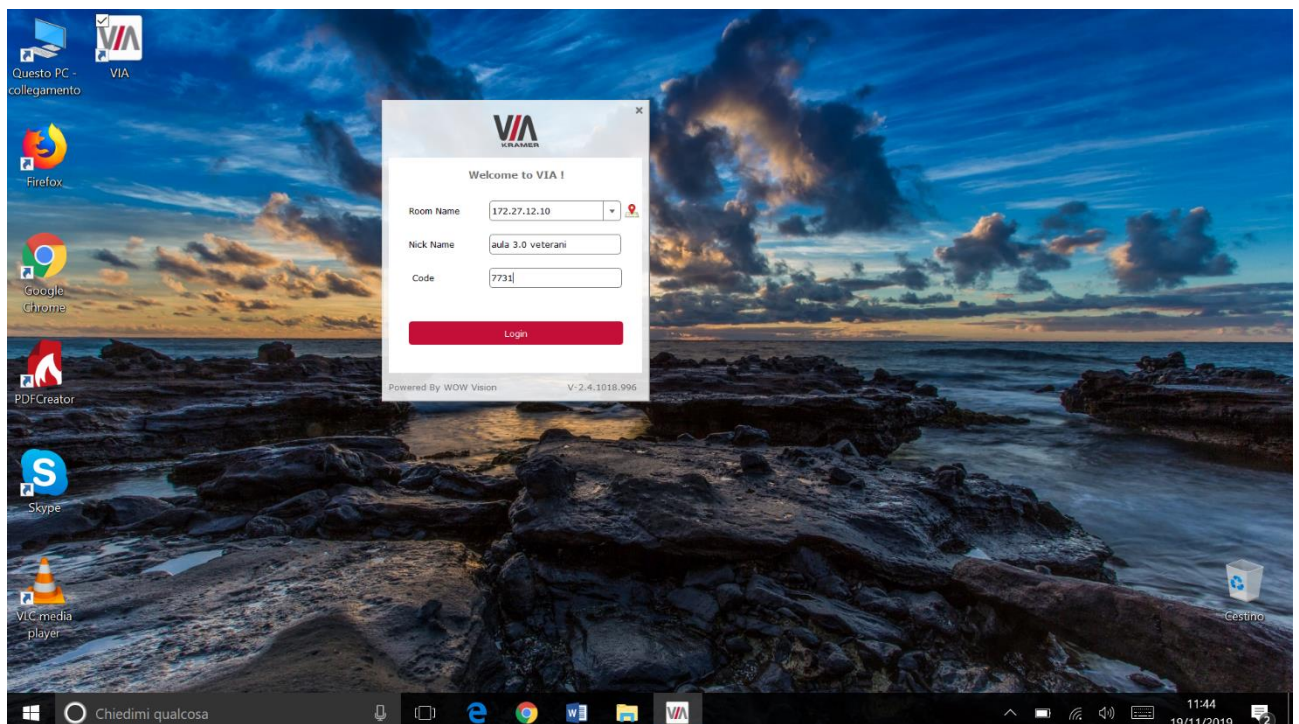 Questo PC -
collegamento
VIA
VIA
Firefox
Google
Chrome
PDFCreator
S
Skype
VLC media
player
VIA
KRAMER
Welcome to VIA !
Room Name
172.27.12.10
Nick Name
aula 3.0 veterani
Code
7731
Login
Powered By WOW Vision
V-2.4.1018.996
Cestino
Chiedimi qualcosa
VIA
11:44
19/11/2019